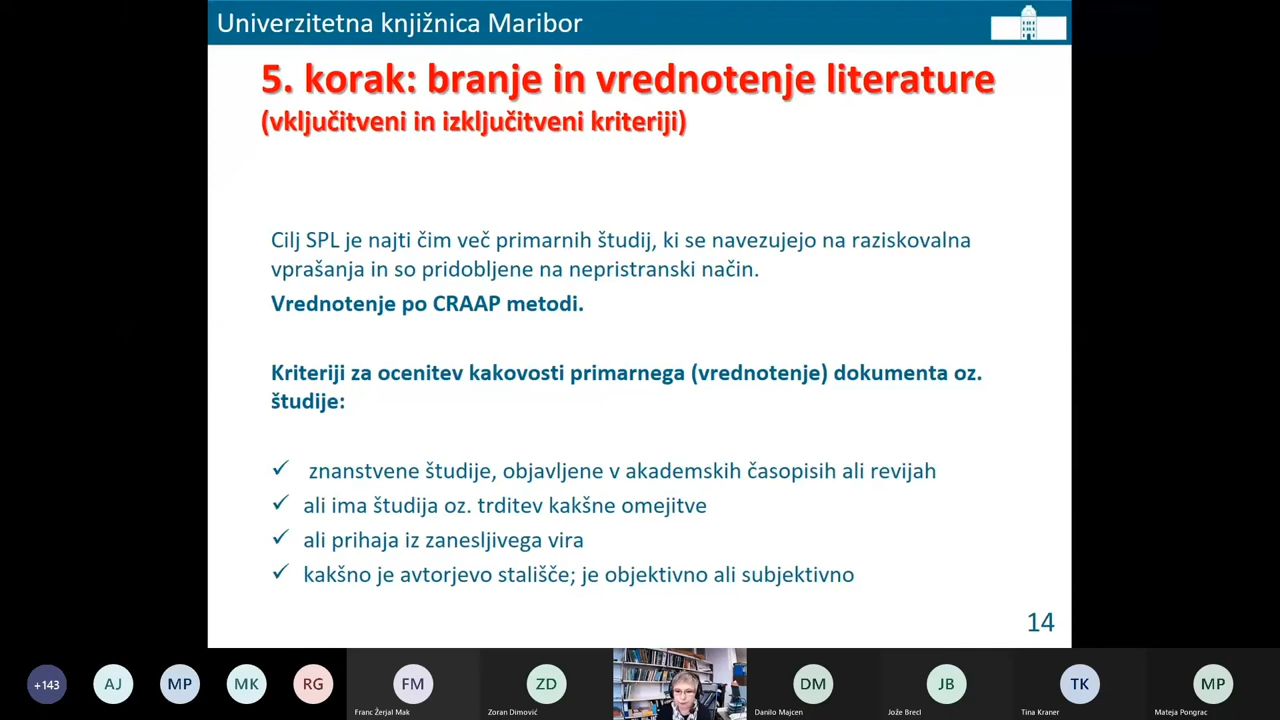 Univerzitetna knjižnica Maribor
5. korak: branje in vrednotenje literature
(vključitveni in izključitveni kriteriji)
Cilj SPL je najti čim več primarnih študij, ki se navezujejo na raziskovalna
vprašanja in so pridobljene na nepristranski način.
Vrednotenje po CRAAP metodi.
Kriteriji za ocenitev kakovosti primarnega (vrednotenje) dokumenta oz.
študije:
✓ znanstvene študije, objavljene v akademskih časopisih ali revijah
✓ ali ima študija oz. trditev kakšne omejitve
✓ ali prihaja iz zanesljivega vira
✓ kakšno je avtorjevo stališče; je objektivno ali subjektivno
14
+143 AJ MP MK RG FM ZD DM JB TK MP
Franc Žerjal Mak Zoran Dimović Danilo Majcen Jože Brecl Tina Kraner Mateja Pongrac